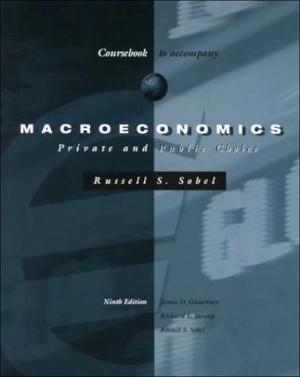 Coursebook to accompany
MACROECONOMICS
Private and Public Choice
Russell S. Sobel
Ninth Edition
James D. Gwartney
Richard L. Stroup
Russell S. Sobel